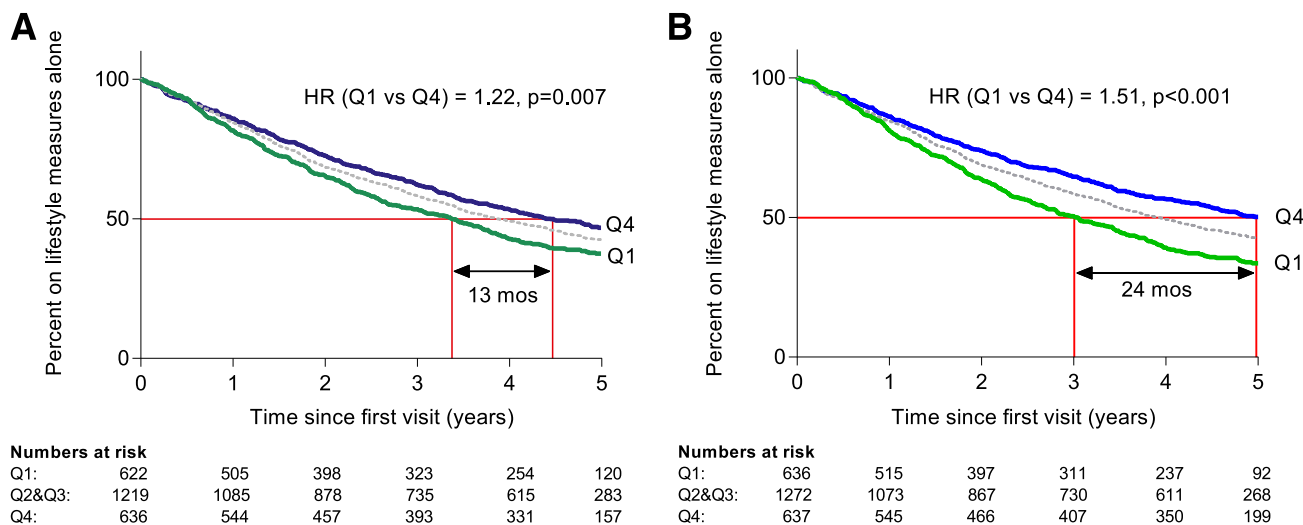 A
Percent on lifestyle measures alone
100
50
0
HR (Q1 vs Q4) = 1.22, p=0.007
Q4
Q1
13 mos
0 1 2 3 4 5
Time since first visit (years)
Numbers at risk
Q1: 622 505 398 323 254 120
Q2&Q3: 1219 1085 878 735 615 283
Q4: 636 544 457 393 331 157
B
Percent on lifestyle measures alone
100
50
0
HR (Q1 vs Q4) = 1.51, p<0.001
Q4
Q1
24 mos
0 1 2 3 4 5
Time since first visit (years)
Numbers at risk
Q1: 636 515 397 311 237 92
Q2&Q3: 1272 1073 867 730 611 268
Q4: 637 545 466 407 350 199